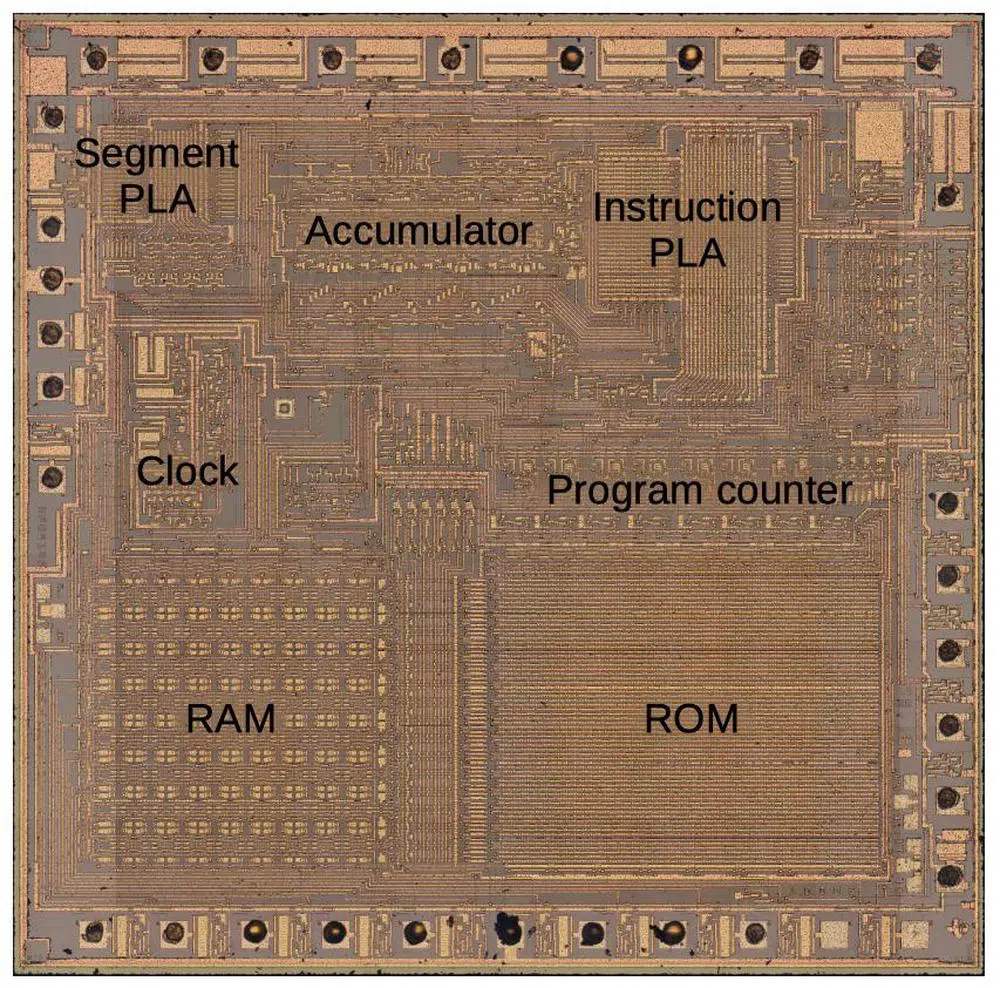 Segment
PLA
Accumulator
Instruction
PLA
Clock
Program counter
RAM
ROM